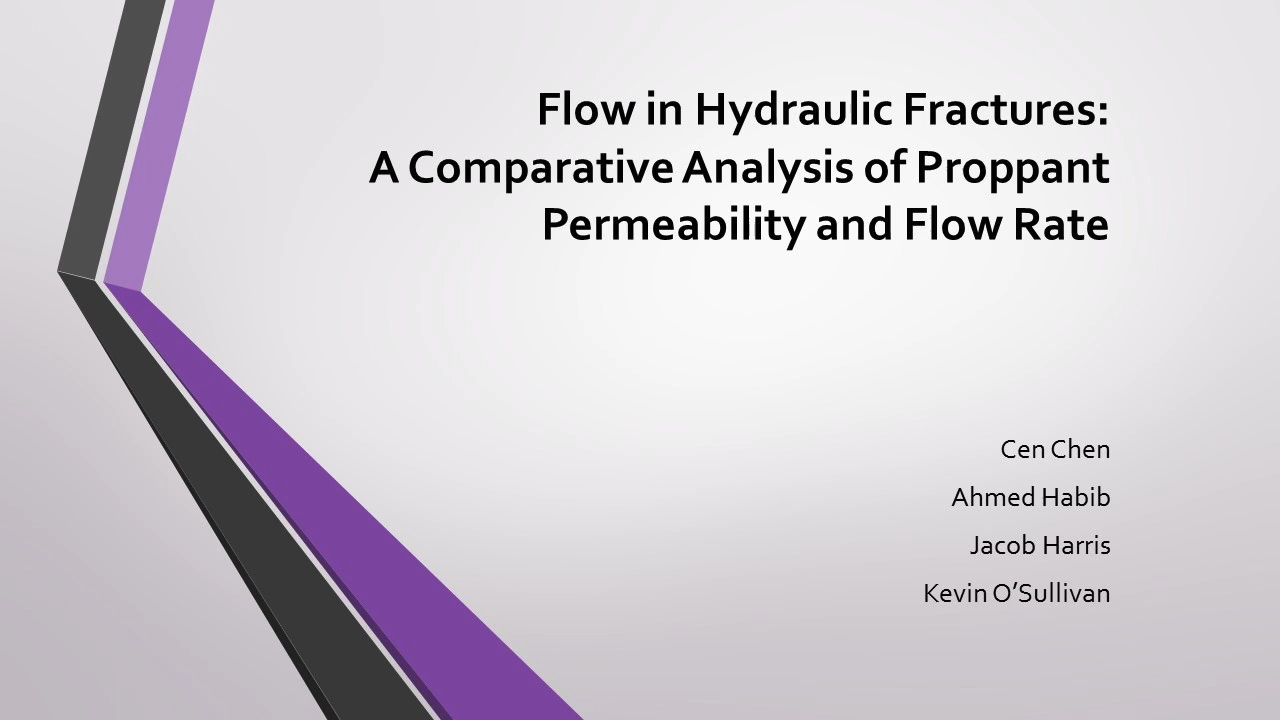 Flow in Hydraulic Fractures:
A Comparative Analysis of Proppant
Permeability and Flow Rate
Cen Chen
Ahmed Habib
Jacob Harris
Kevin O’Sullivan